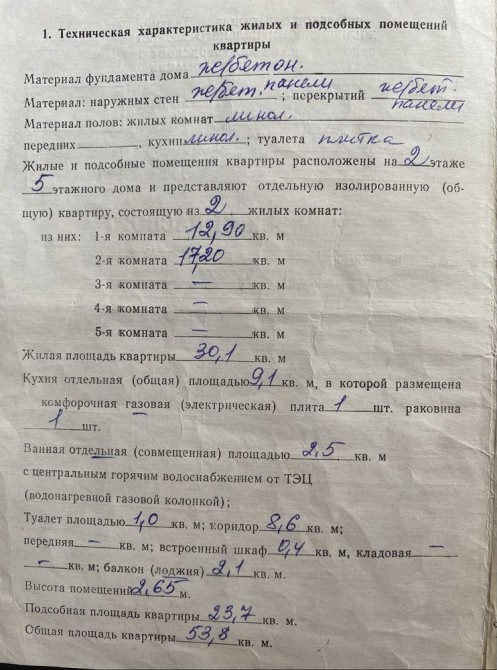 1. Техническая характеристика жилых и подсобных помещений
квартиры
Материал фундамента дома жебетон.
Материал: наружных стен жебет. панели; перекрытий жебет. панели
Материал полов: жилых комнат линол.
передних , кухни линол.; туалета плитка
Жилые и подсобные помещения квартиры расположены на 2 этаже
5 этажного дома и представляют отдельную изолированную (об-
щую) квартиру, состоящую из 2 жилых комнат:
из них: 1-я комната 12,90 кв. м
2-я комната 17,20 кв. м
3-я комната — кв. м
4-я комната — кв. м
5-я комната — кв. м
Жилая площадь квартиры 30,1 кв. м
Кухня отдельная (общая) площадью 9,1 кв. м, в которой размещена
комфорочная газовая (электрическая) плита 1 шт. раковина
1 шт.
Ванная отдельная (совмещенная) площадью 2,5 кв. м
с центральным горячим водоснабжением от ТЭЦ
(водонагревной газовой колонкой);
Туалет площадью 1,0 кв. м; коридор 8,6 кв. м;
передняя — кв. м; встроенный шкаф 0,4 кв. м, кладовая —
— кв. м; балкон (лоджия) 2,1 кв. м.
Высота помещений 2,65 м.
Подсобная площадь квартиры 23,7 кв. м.
Общая площадь квартиры 53,8 кв. м.